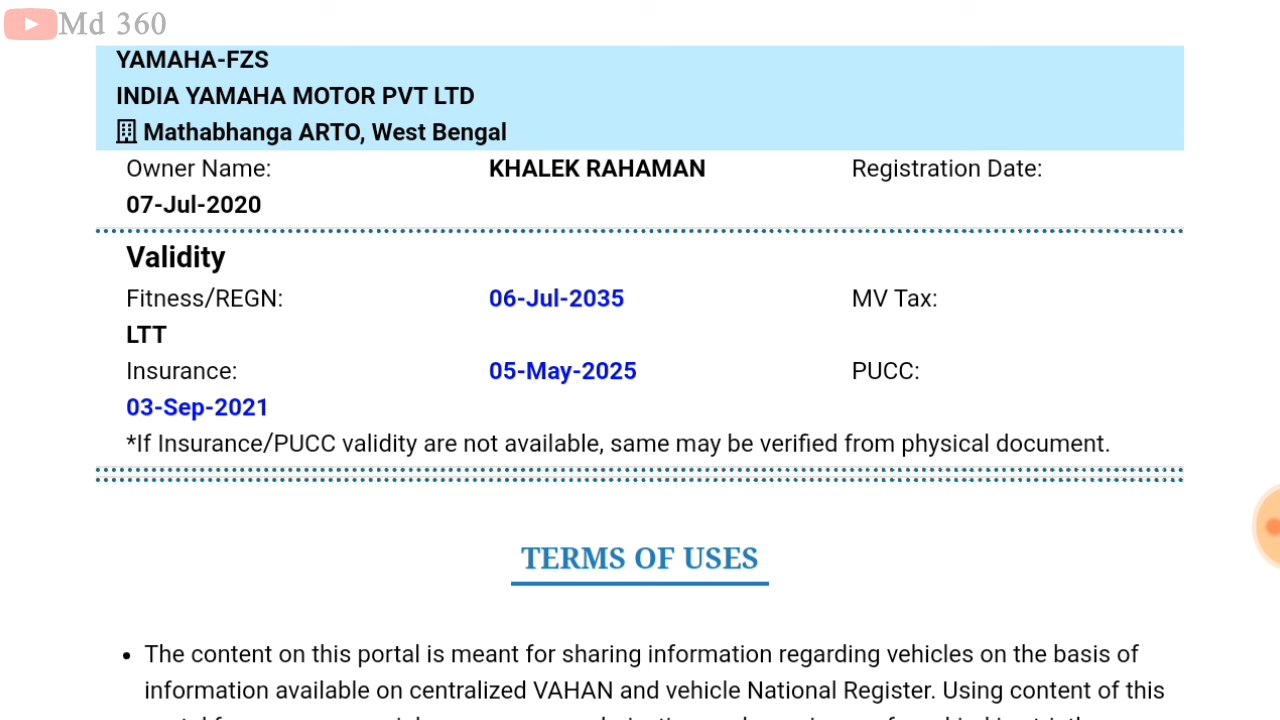 Md 360
YAMAHA-FZS
INDIA YAMAHA MOTOR PVT LTD
Mathabhanga ARTO, West Bengal
Owner Name: KHALEK RAHAMAN Registration Date:
07-Jul-2020
Validity
Fitness/REGN: 06-Jul-2035 MV Tax:
LTT
Insurance: 05-May-2025 PUCC:
03-Sep-2021
*If Insurance/PUCC validity are not available, same may be verified from physical document.
TERMS OF USES
• The content on this portal is meant for sharing information regarding vehicles on the basis of
information available on centralized VAHAN and vehicle National Register. Using content of this